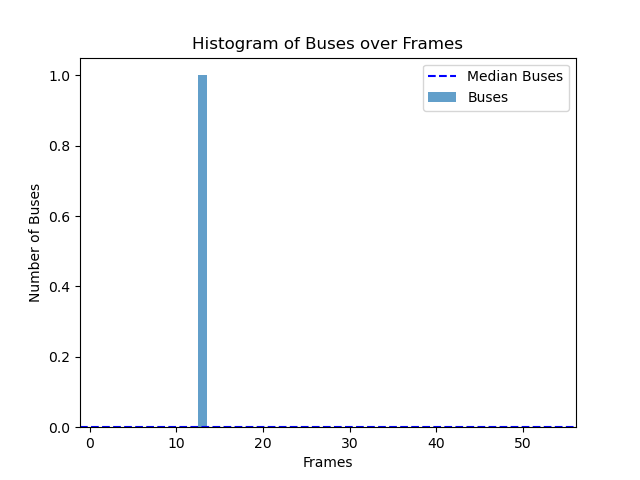 Histogram of Buses over Frames
Median Buses
Buses
Number of Buses
1.0
0.8
0.6
0.4
0.2
0.0
0 10 20 30 40 50
Frames